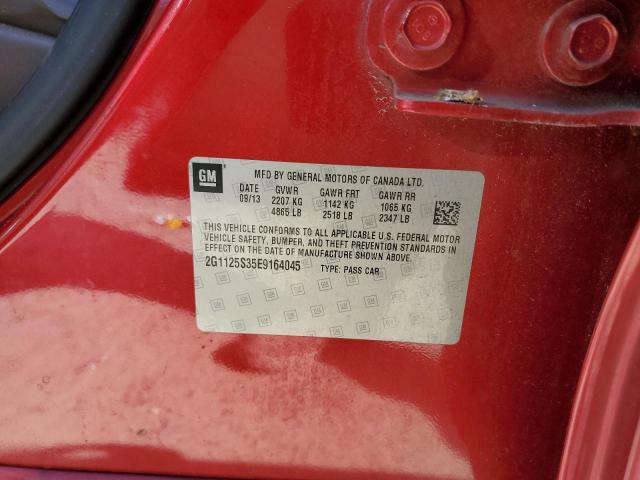 GM
MFD BY GENERAL MOTORS OF CANADA LTD.
DATE GVWR GAWR FRT GAWR RR
09/13 2207 KG 1142 KG 1065 KG
4865 LB 2518 LB 2347 LB
THIS VEHICLE CONFORMS TO ALL APPLICABLE U.S. FEDERAL MOTOR
VEHICLE SAFETY, BUMPER, AND THEFT PREVENTION STANDARDS IN
EFFECT ON THE DATE OF MANUFACTURE SHOWN ABOVE.
2G1125S35E9164045 TYPE: PASS CAR